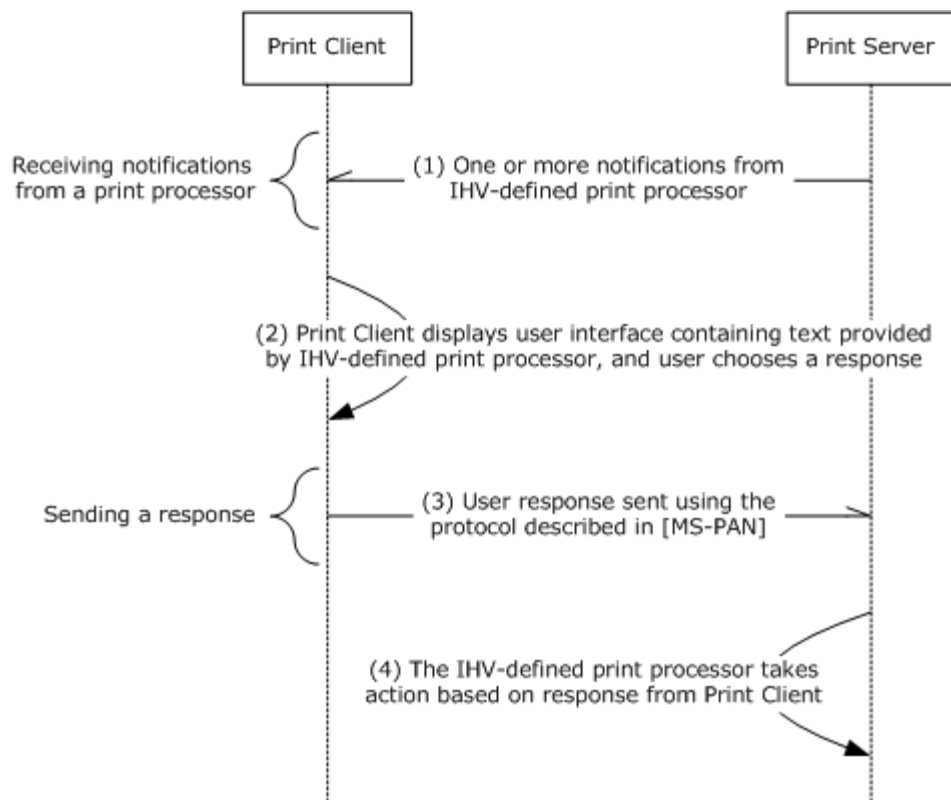 Print Client
Print Server
Receiving notifications
from a print processor
(1) One or more notifications from
IHV-defined print processor
(2) Print Client displays user interface containing text provided
by IHV-defined print processor, and user chooses a response
Sending a response
(3) User response sent using the
protocol described in [MS-PAN]
(4) The IHV-defined print processor takes
action based on response from Print Client